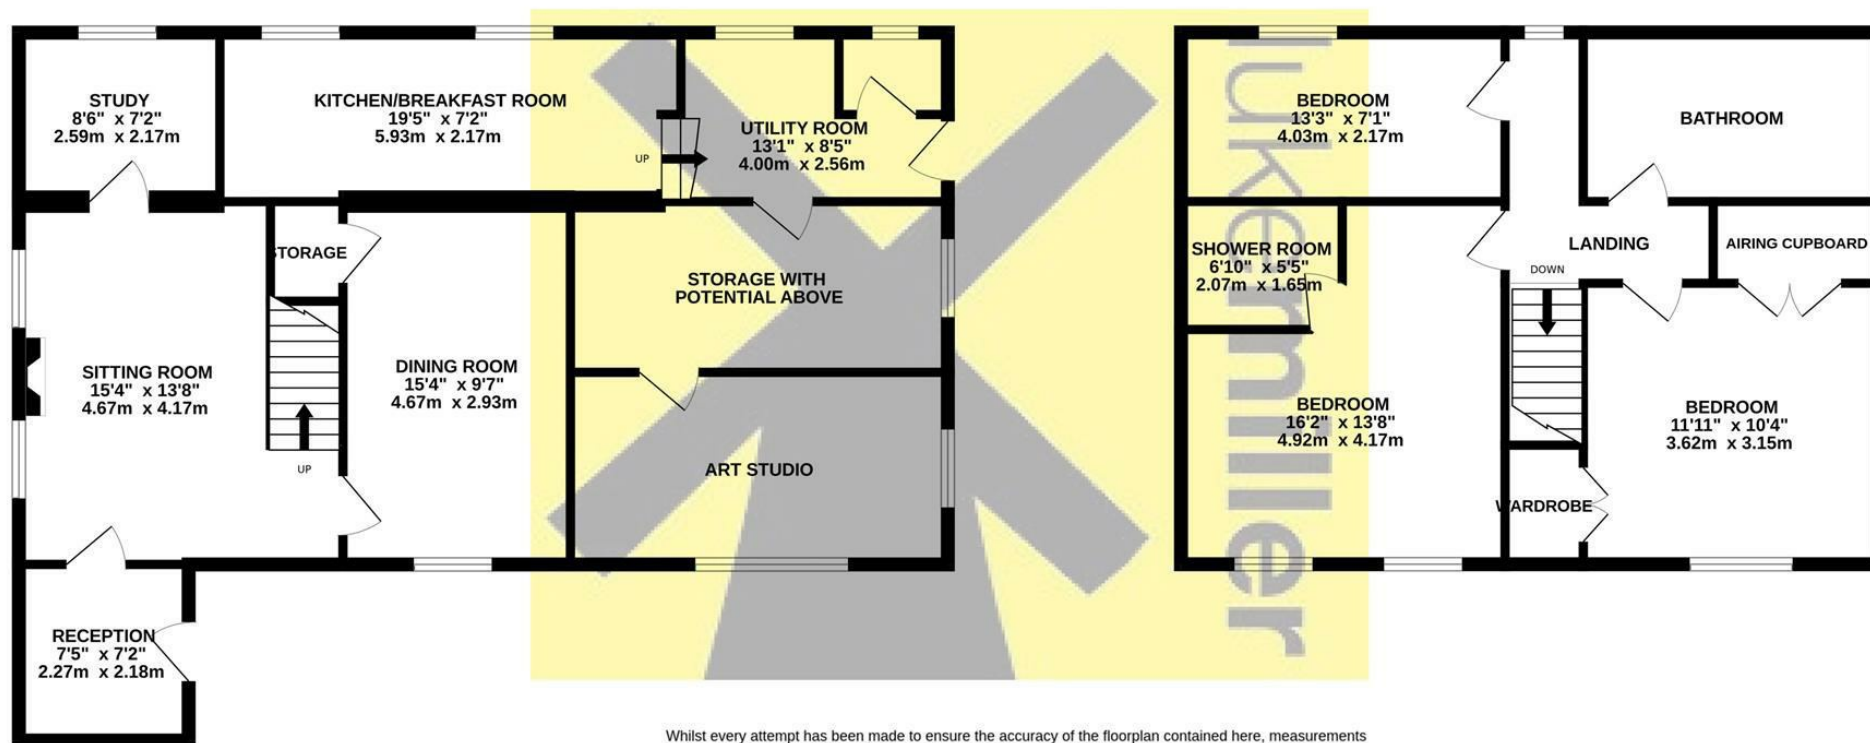 STUDY
8'6" x 7'2"
2.59m x 2.17m
KITCHEN/BREAKFAST ROOM
19'5" x 7'2"
5.93m x 2.17m
UP
UTILITY ROOM
13'1" x 8'5"
4.00m x 2.56m
STORAGE
STORAGE WITH
POTENTIAL ABOVE
SITTING ROOM
15'4" x 13'8"
4.67m x 4.17m
UP
DINING ROOM
15'4" x 9'7"
4.67m x 2.93m
ART STUDIO
RECEPTION
7'5" x 7'2"
2.27m x 2.18m
lukemiller
BEDROOM
13'3" x 7'1"
4.03m x 2.17m
BATHROOM
SHOWER ROOM
6'10" x 5'5"
2.07m x 1.65m
LANDING
DOWN
AIRING CUPBOARD
BEDROOM
16'2" x 13'8"
4.92m x 4.17m
BEDROOM
11'11" x 10'4"
3.62m x 3.15m
WARDROBE
Whilst every attempt has been made to ensure the accuracy of the floorplan contained here, measurements